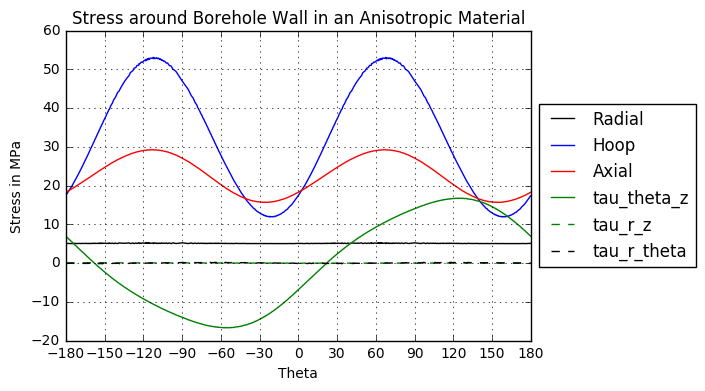 Stress around Borehole Wall in an Anisotropic Material
60
50
40
30
20
10
0
−10
−20
Stress in MPa
−180 −150 −120 −90 −60 −30 0 30 60 90 120 150 180
Theta
Radial
Hoop
Axial
tau_theta_z
tau_r_z
tau_r_theta